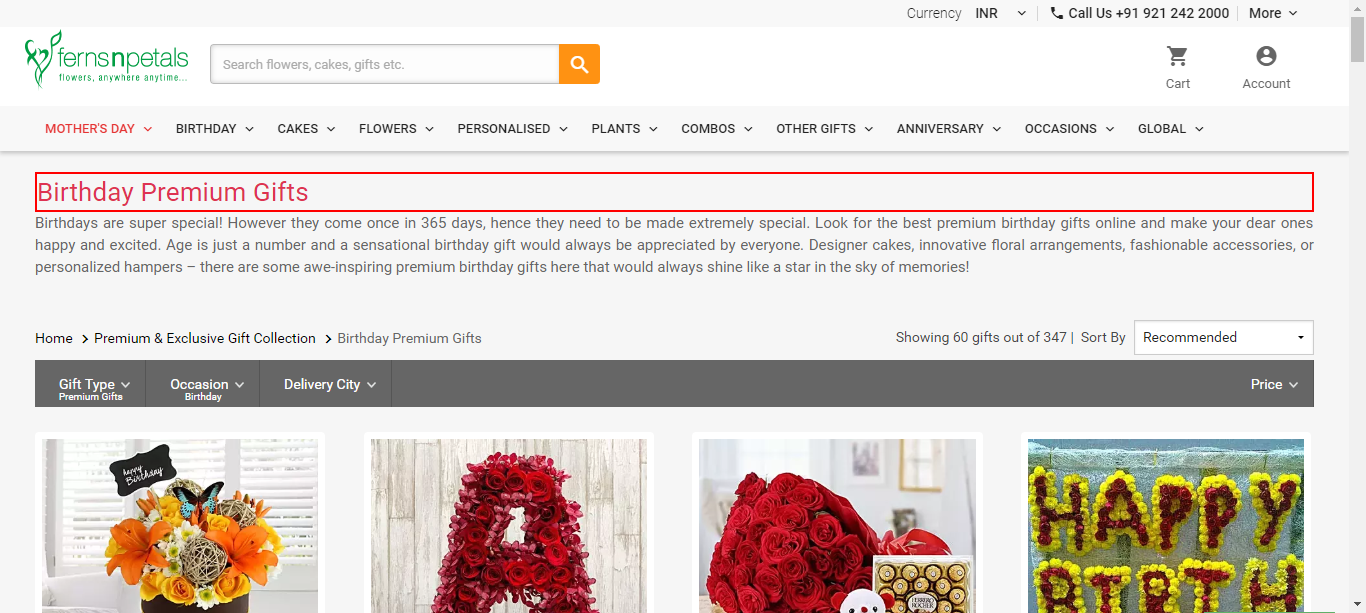 Currency INR Call Us +91 921 242 2000 More
fernsnpetals
flowers, anywhere anytime...
Search flowers, cakes, gifts etc.
Cart Account
MOTHER'S DAY BIRTHDAY CAKES FLOWERS PERSONALISED PLANTS COMBOS OTHER GIFTS ANNIVERSARY OCCASIONS GLOBAL
Birthday Premium Gifts
Birthdays are super special! However they come once in 365 days, hence they need to be made extremely special. Look for the best premium birthday gifts online and make your dear ones
happy and excited. Age is just a number and a sensational birthday gift would always be appreciated by everyone. Designer cakes, innovative floral arrangements, fashionable accessories, or
personalized hampers – there are some awe-inspiring premium birthday gifts here that would always shine like a star in the sky of memories!
Home Premium & Exclusive Gift Collection Birthday Premium Gifts
Showing 60 gifts out of 347 | Sort By Recommended
Gift Type Occasion Delivery City Price
Premium Gifts Birthday
happy
Birthday
A
FERRERO
ROCHER
HAPPY
BIRTH